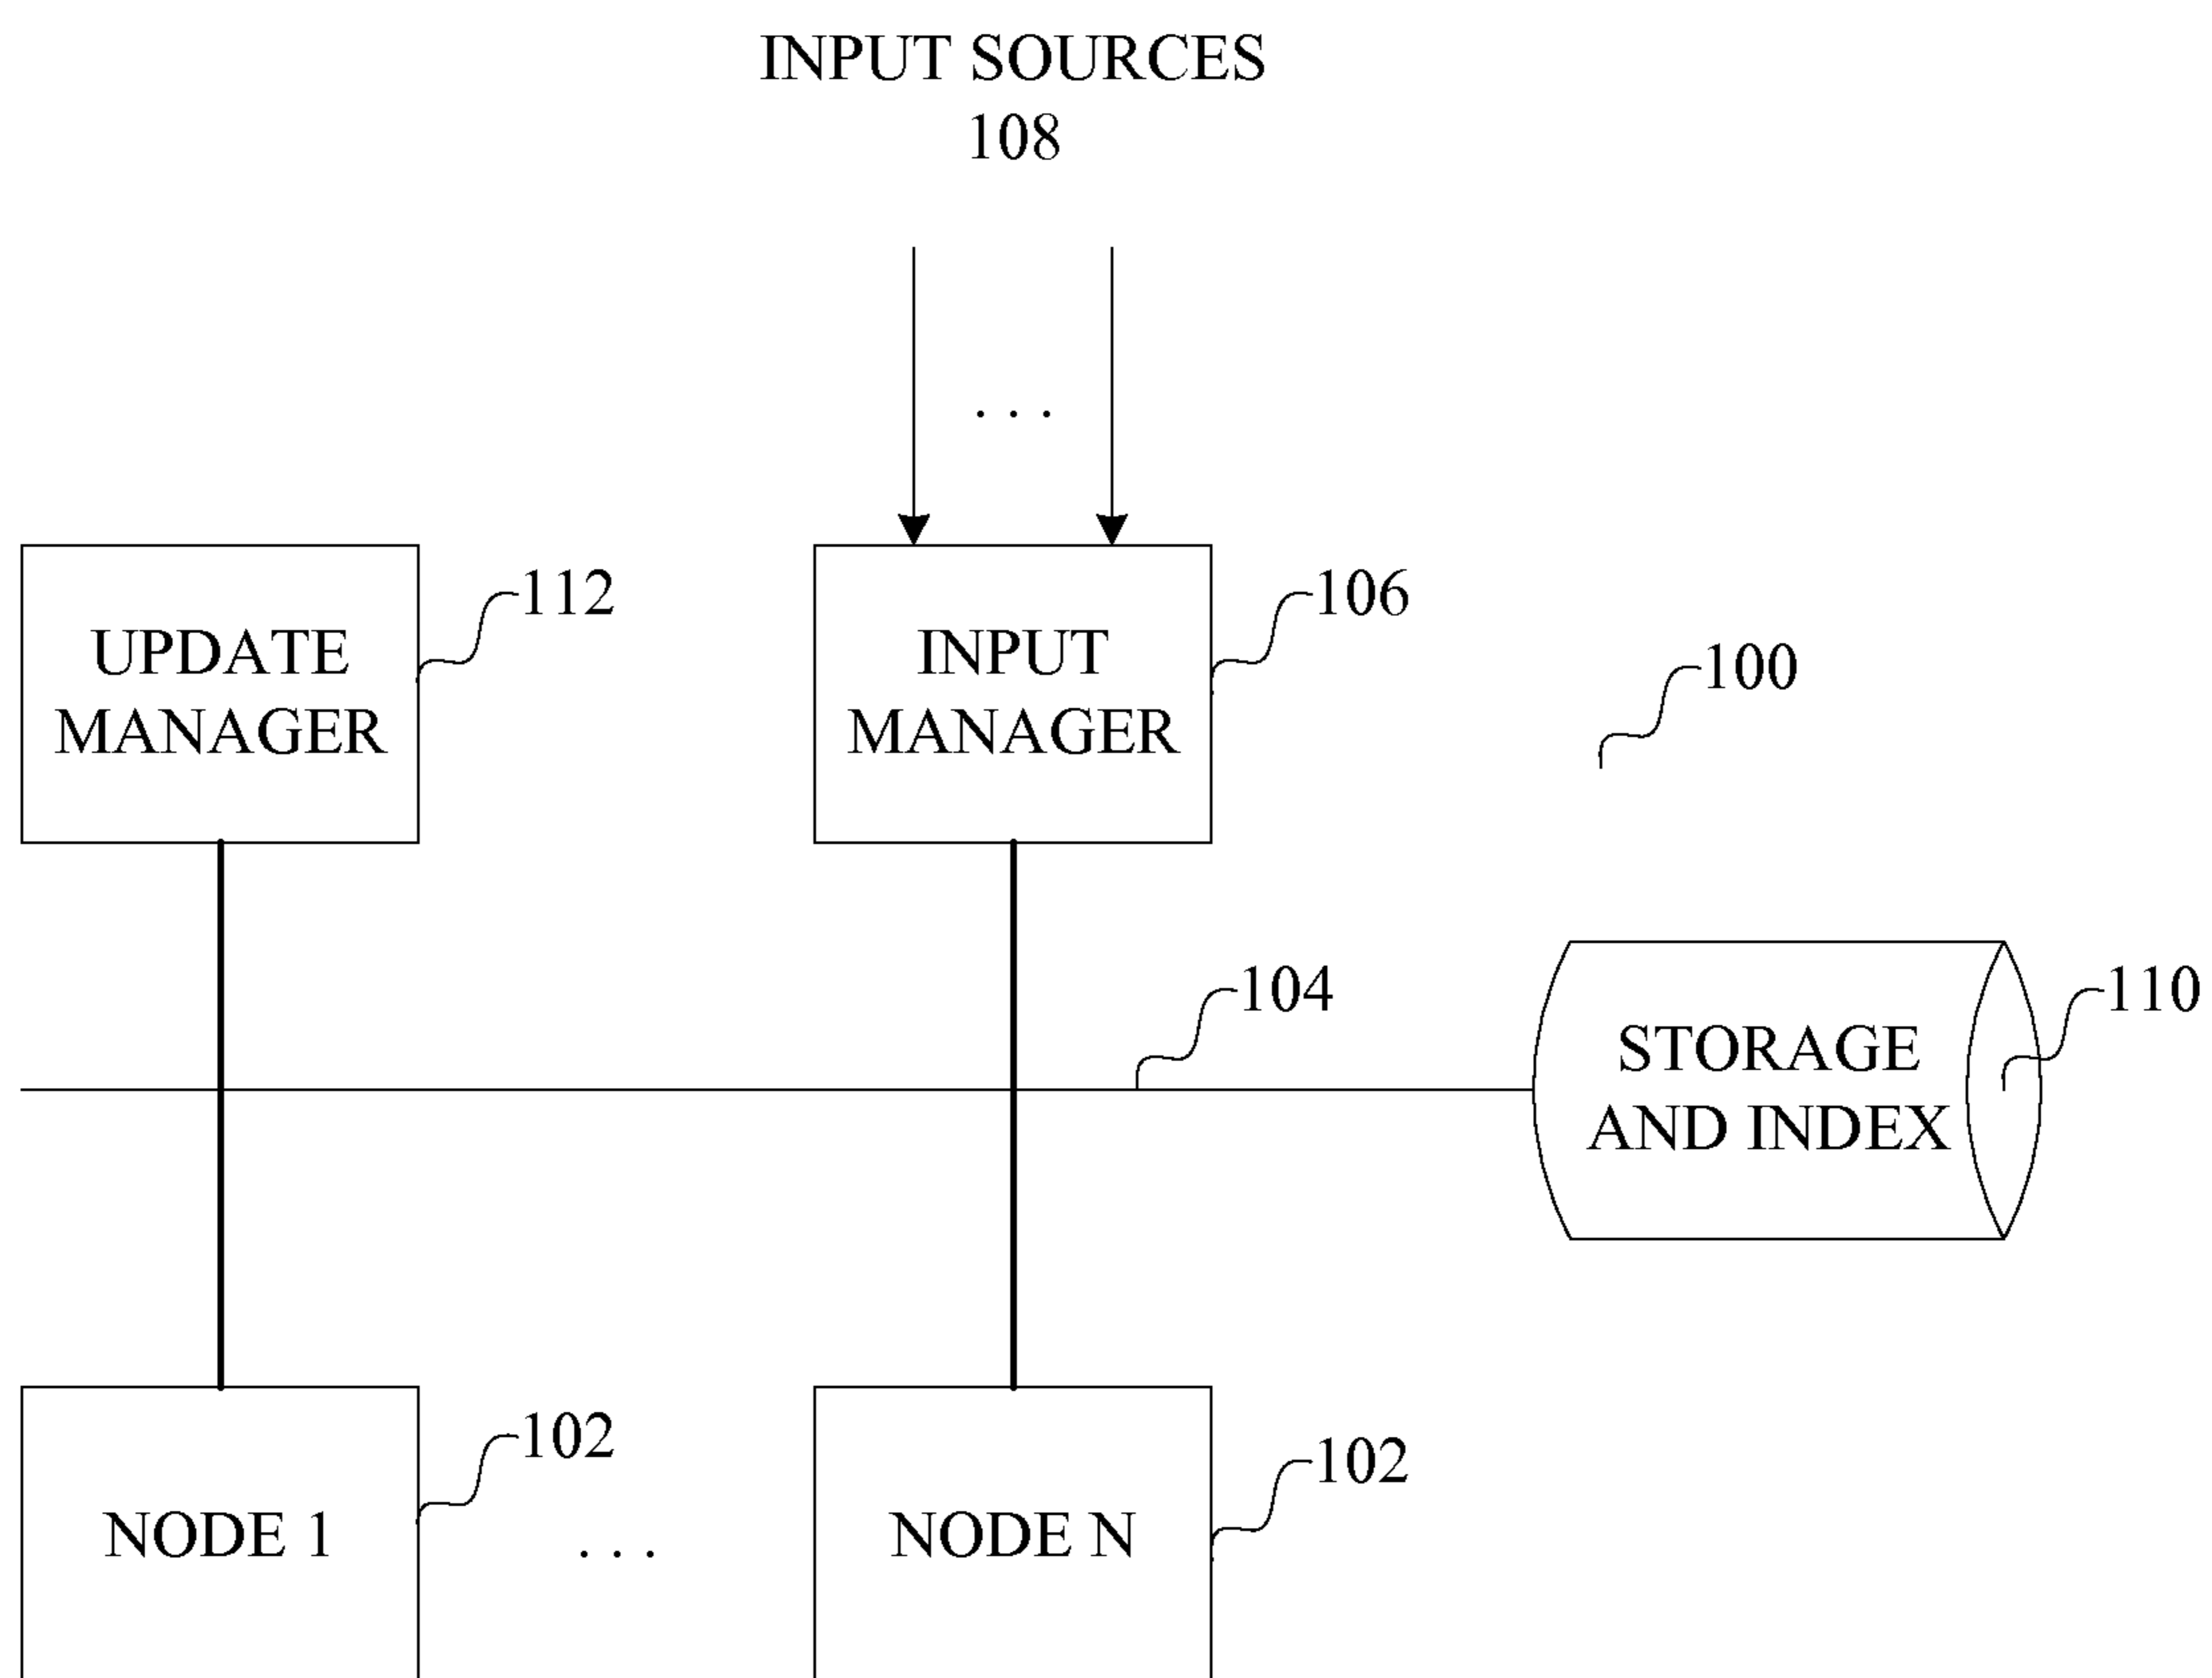 INPUT SOURCES
108
. . .
112
106
UPDATE
MANAGER
INPUT
MANAGER
100
104
110
STORAGE
AND INDEX
102
102
NODE 1
. . .
NODE N